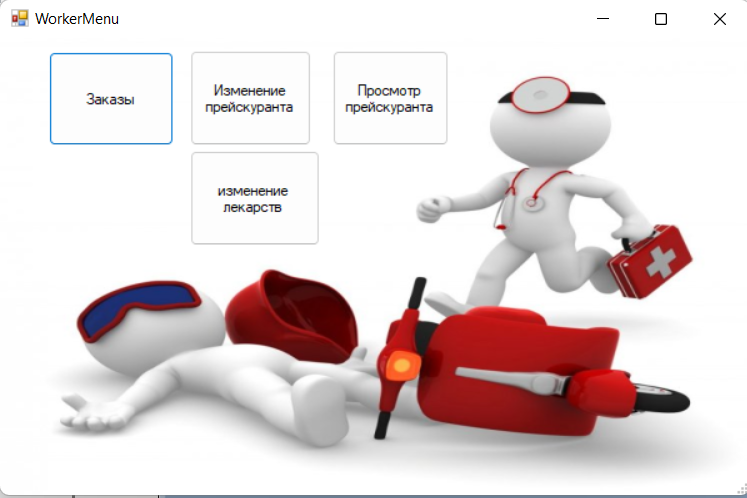 WorkerMenu
Заказы
Изменение
прейскуранта
Просмотр
прейскуранта
изменение
лекарств